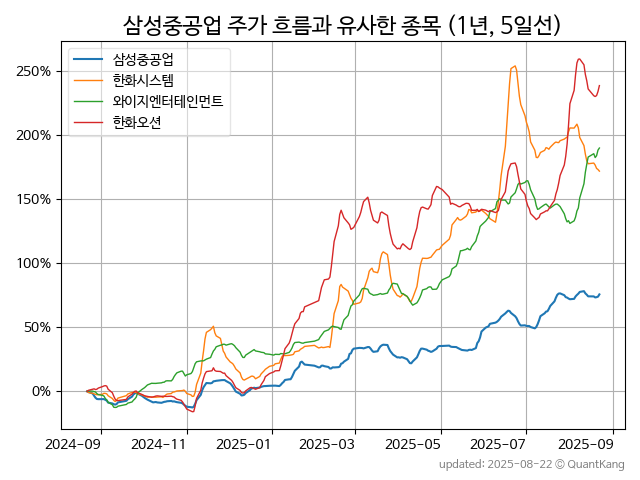 삼성중공업 주가 흐름과 유사한 종목 (1년, 5일선)
삼성중공업
한화시스템
와이지엔터테인먼트
한화오션
250%
200%
150%
100%
50%
0%
2024-09 2024-11 2025-01 2025-03 2025-05 2025-07 2025-09
updated: 2025-08-22 © QuantKang